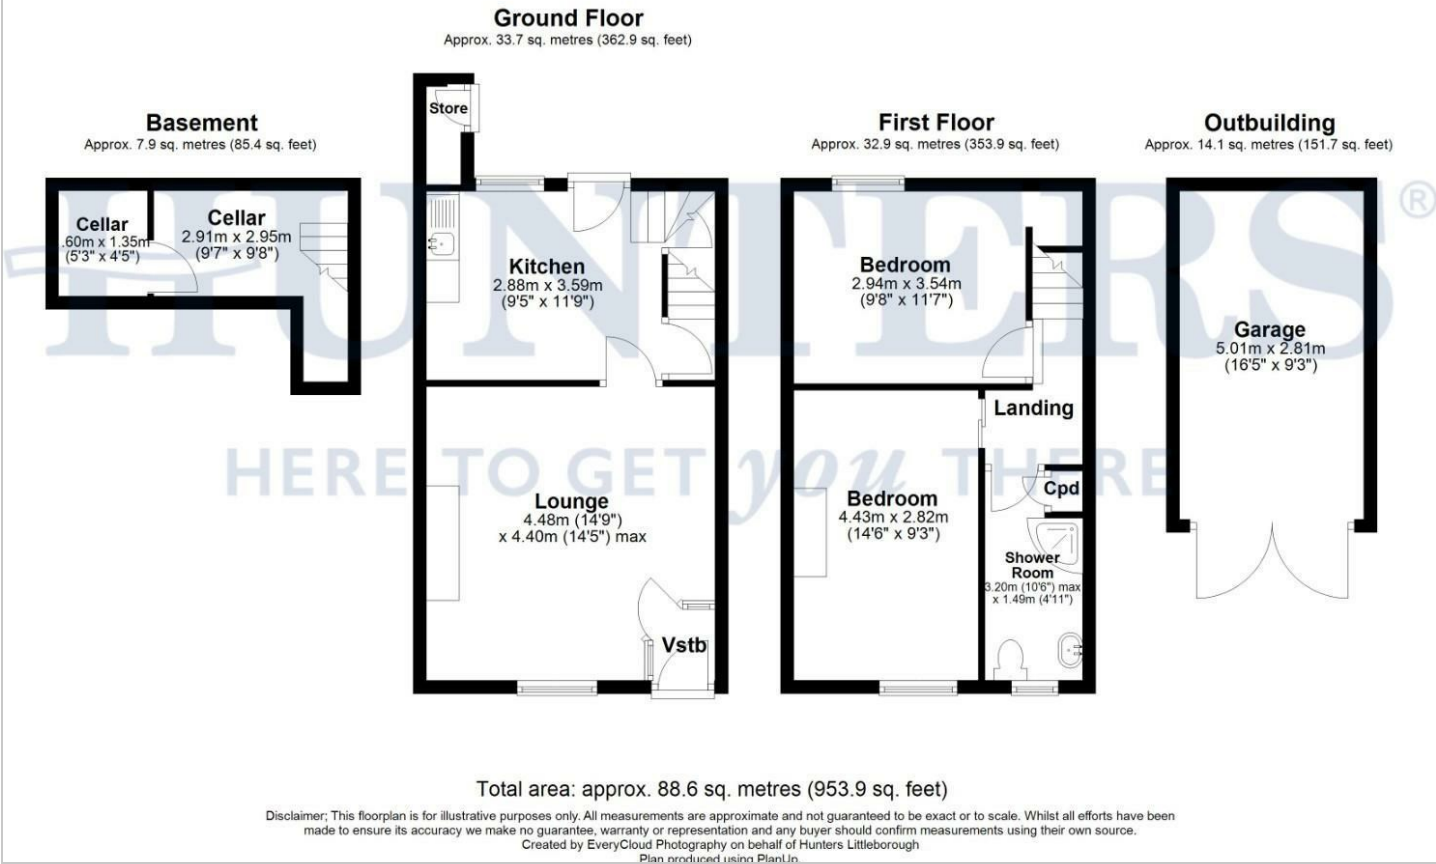 Ground Floor
Approx. 33.7 sq. metres (362.9 sq. feet)
Basement
Approx. 7.9 sq. metres (85.4 sq. feet)
First Floor
Approx. 32.9 sq. metres (353.9 sq. feet)
Outbuilding
Approx. 14.1 sq. metres (151.7 sq. feet)
HUNTERS®
HERE TO GET you THERE
Cellar
.60m x 1.35m
(5'3" x 4'5")
Cellar
2.91m x 2.95m
(9'7" x 9'8")
Store
Kitchen
2.88m x 3.59m
(9'5" x 11'9")
Lounge
4.48m (14'9")
x 4.40m (14'5") max
Vstb
Bedroom
2.94m x 3.54m
(9'8" x 11'7")
Landing
Cpd
Bedroom
4.43m x 2.82m
(14'6" x 9'3")
Shower
Room
3.20m (10'6") max
x 1.49m (4'11")
Garage
5.01m x 2.81m
(16'5" x 9'3")
Total area: approx. 88.6 sq. metres (953.9 sq. feet)
Disclaimer; This floorplan is for illustrative purposes only. All measurements are approximate and not guaranteed to be exact or to scale. Whilst all efforts have been
made to ensure its accuracy we make no guarantee, warranty or representation and any buyer should confirm measurements using their own source.
Created by EveryCloud Photography on behalf of Hunters Littleborough
Plan produced using PlanUp.